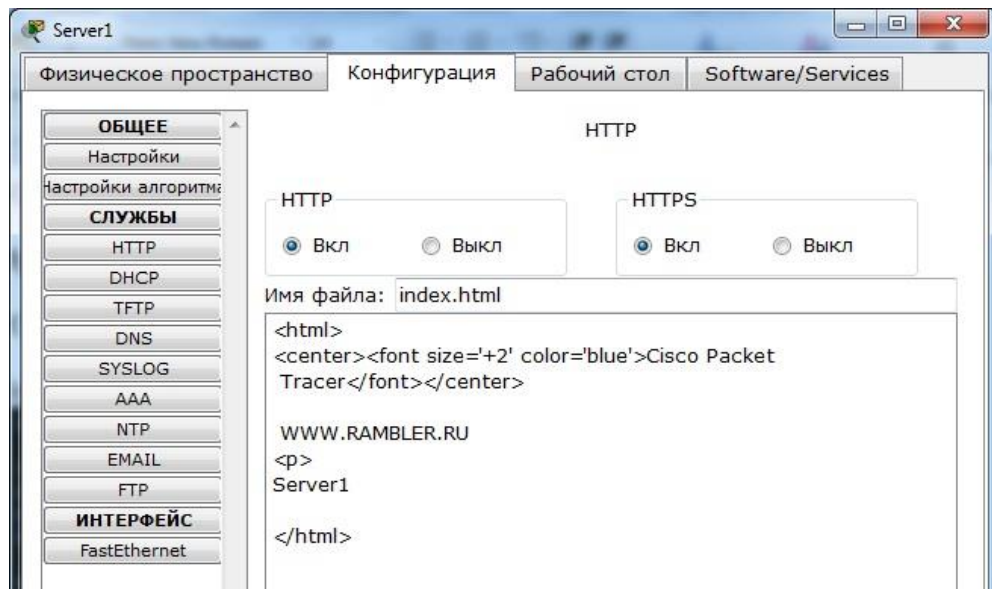 Server1
Физическое пространство
Конфигурация
Рабочий стол
Software/Services
ОБЩЕЕ
Настройки
Настройки алгоритма
СЛУЖБЫ
HTTP
DHCP
TFTP
DNS
SYSLOG
AAA
NTP
EMAIL
FTP
ИНТЕРФЕЙС
FastEthernet
HTTP
HTTP
Вкл
Выкл
HTTPS
Вкл
Выкл
Имя файла: index.html
<html>
<center><font size='+2' color='blue'>Cisco Packet
Tracer</font></center>
WWW.RAMBLER.RU
<p>
Server1
</html>